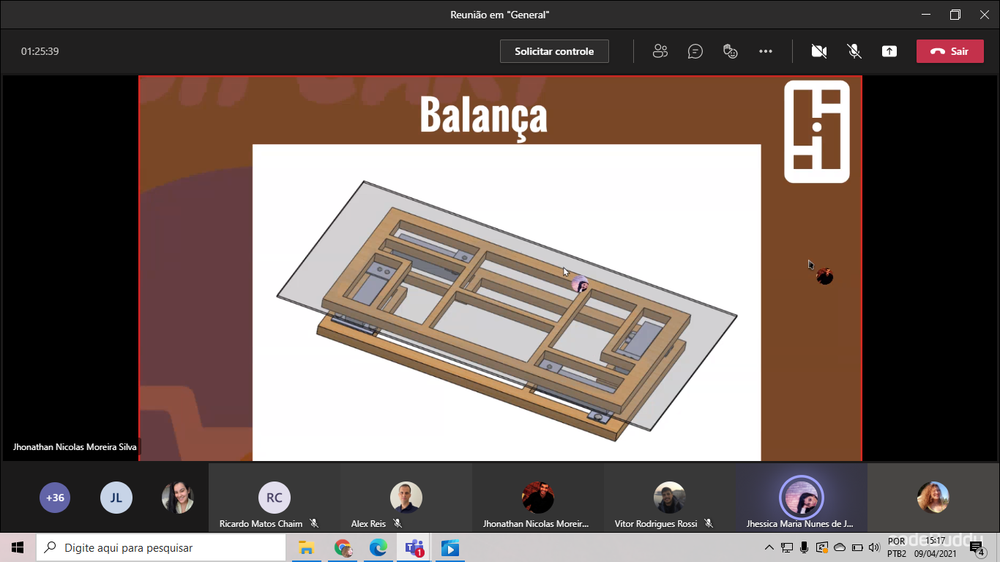 Reunião em "General"
01:25:39
Solicitar controle
Sair
Balança
Jhonathan Nicolas Moreira Silva
+36
JL
RC
Ricardo Matos Chaim
Alex Reis
Jhonathan Nicolas Moreir...
Vitor Rodrigues Rossi
Jhessica Maria Nunes de J...
Digite aqui para pesquisar
1
POR
PTB2
15:17
09/04/2021
4